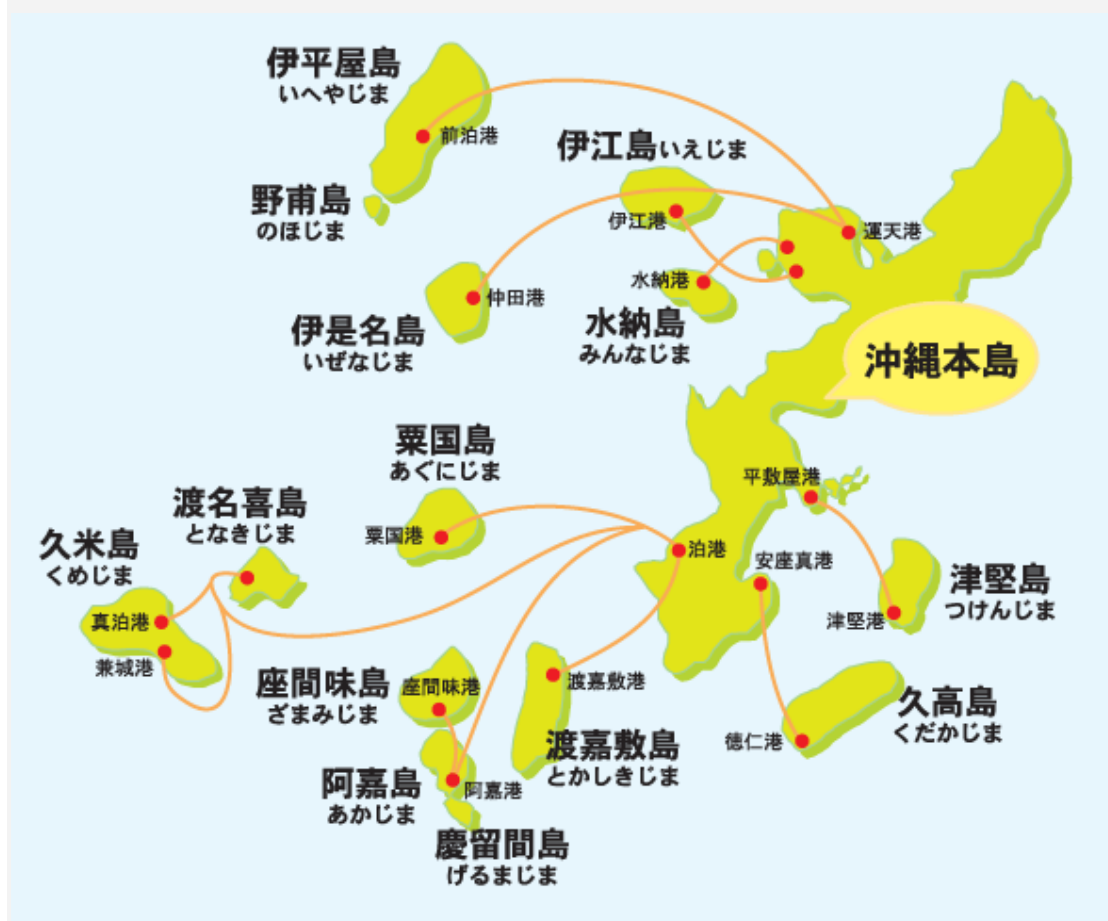 伊平屋島
いへやじま
前泊港
伊江島いえじま
野甫島
のほじま
伊江港
運天港
水納港
仲田港
水納島
みんなじま
伊是名島
いぜなじま
沖縄本島
粟国島
あぐにじま
平敷屋港
渡名喜島
となきじま
粟国港
久米島
くめじま
泊港
安座真港
津堅島
つけんじま
真泊港
津堅港
兼城港
座間味島
ざまみじま
座間味港
渡嘉敷港
久高島
くだかじま
徳仁港
渡嘉敷島
とかしきじま
阿嘉島
あかじま
阿嘉港
慶留間島
げるまじま